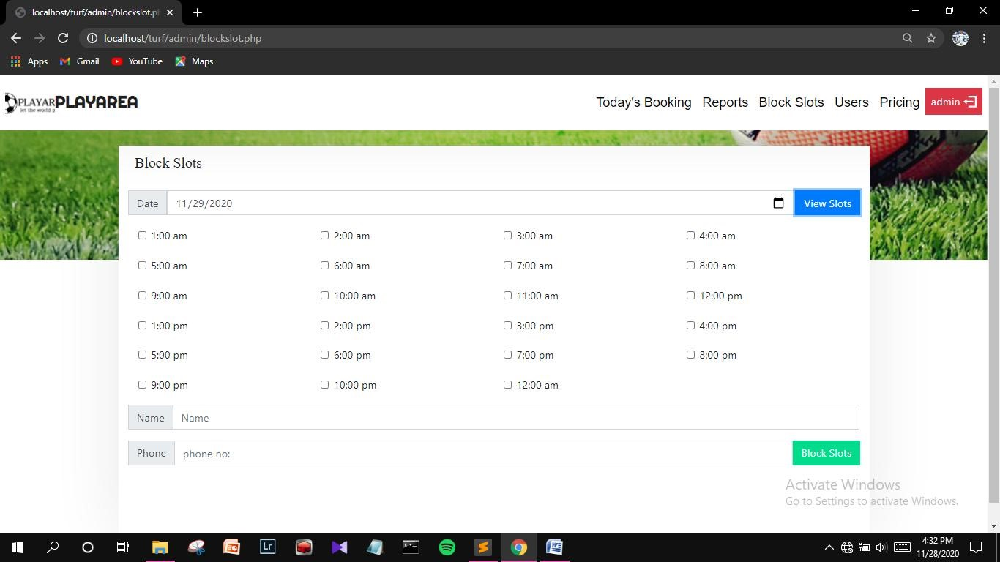 localhost/turf/admin/blockslot.ph
localhost/turf/admin/blockslot.php
Apps Gmail YouTube Maps
PLAYAR PLAYAREA
let the world p
Today's Booking Reports Block Slots Users Pricing admin
Block Slots
Date 11/29/2020 View Slots
1:00 am 2:00 am 3:00 am 4:00 am
5:00 am 6:00 am 7:00 am 8:00 am
9:00 am 10:00 am 11:00 am 12:00 pm
1:00 pm 2:00 pm 3:00 pm 4:00 pm
5:00 pm 6:00 pm 7:00 pm 8:00 pm
9:00 pm 10:00 pm 12:00 am
Name Name
Phone phone no: Block Slots
Activate Windows
Go to Settings to activate Windows.
Lr
4:32 PM
11/28/2020